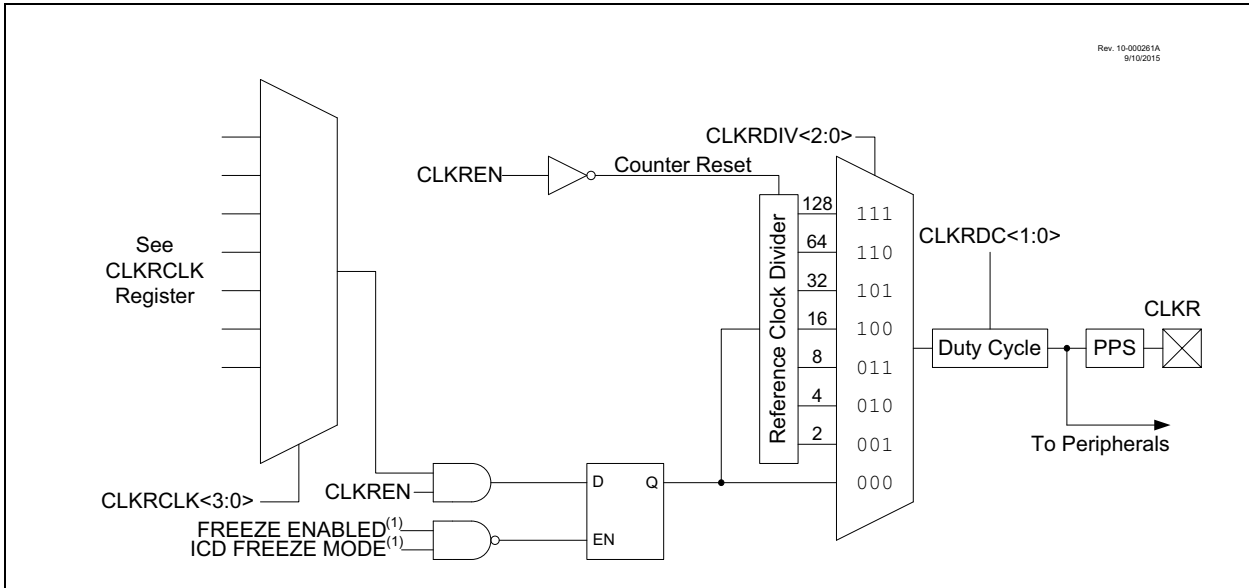 Rev. 10-000261A
9/10/2015
CLKRDIV<2:0>
CLKREN
Counter Reset
See
CLKRCLK
Register
Reference Clock Divider
128
64
32
16
8
4
2
111
110
101
100
011
010
001
000
CLKRDC<1:0>
CLKR
Duty Cycle
PPS
To Peripherals
CLKRCLK<3:0>
CLKREN
FREEZE ENABLED(1)
ICD FREEZE MODE(1)
D
Q
EN